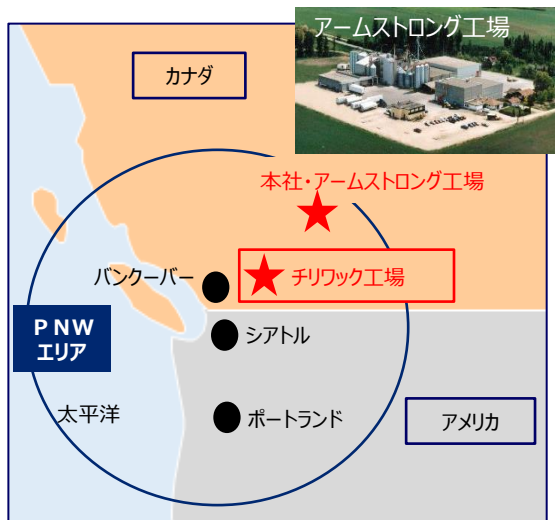 アームストロング工場
カナダ
本社・アームストロング工場
バンクーバー
チリワック工場
PNW
エリア
シアトル
太平洋
ポートランド
アメリカ